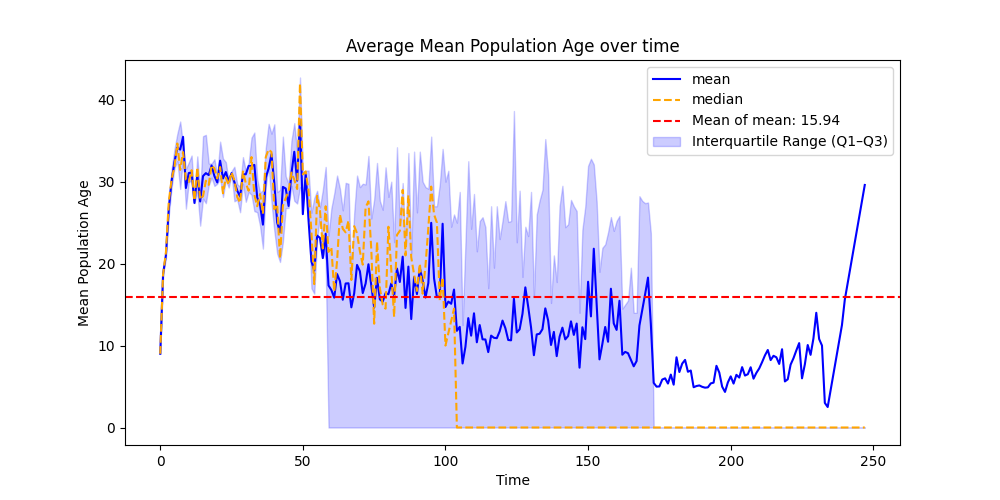 Average Mean Population Age over time
mean
median
Mean of mean: 15.94
Interquartile Range (Q1–Q3)
Mean Population Age
40
30
20
10
0
0 50 100 150 200 250
Time